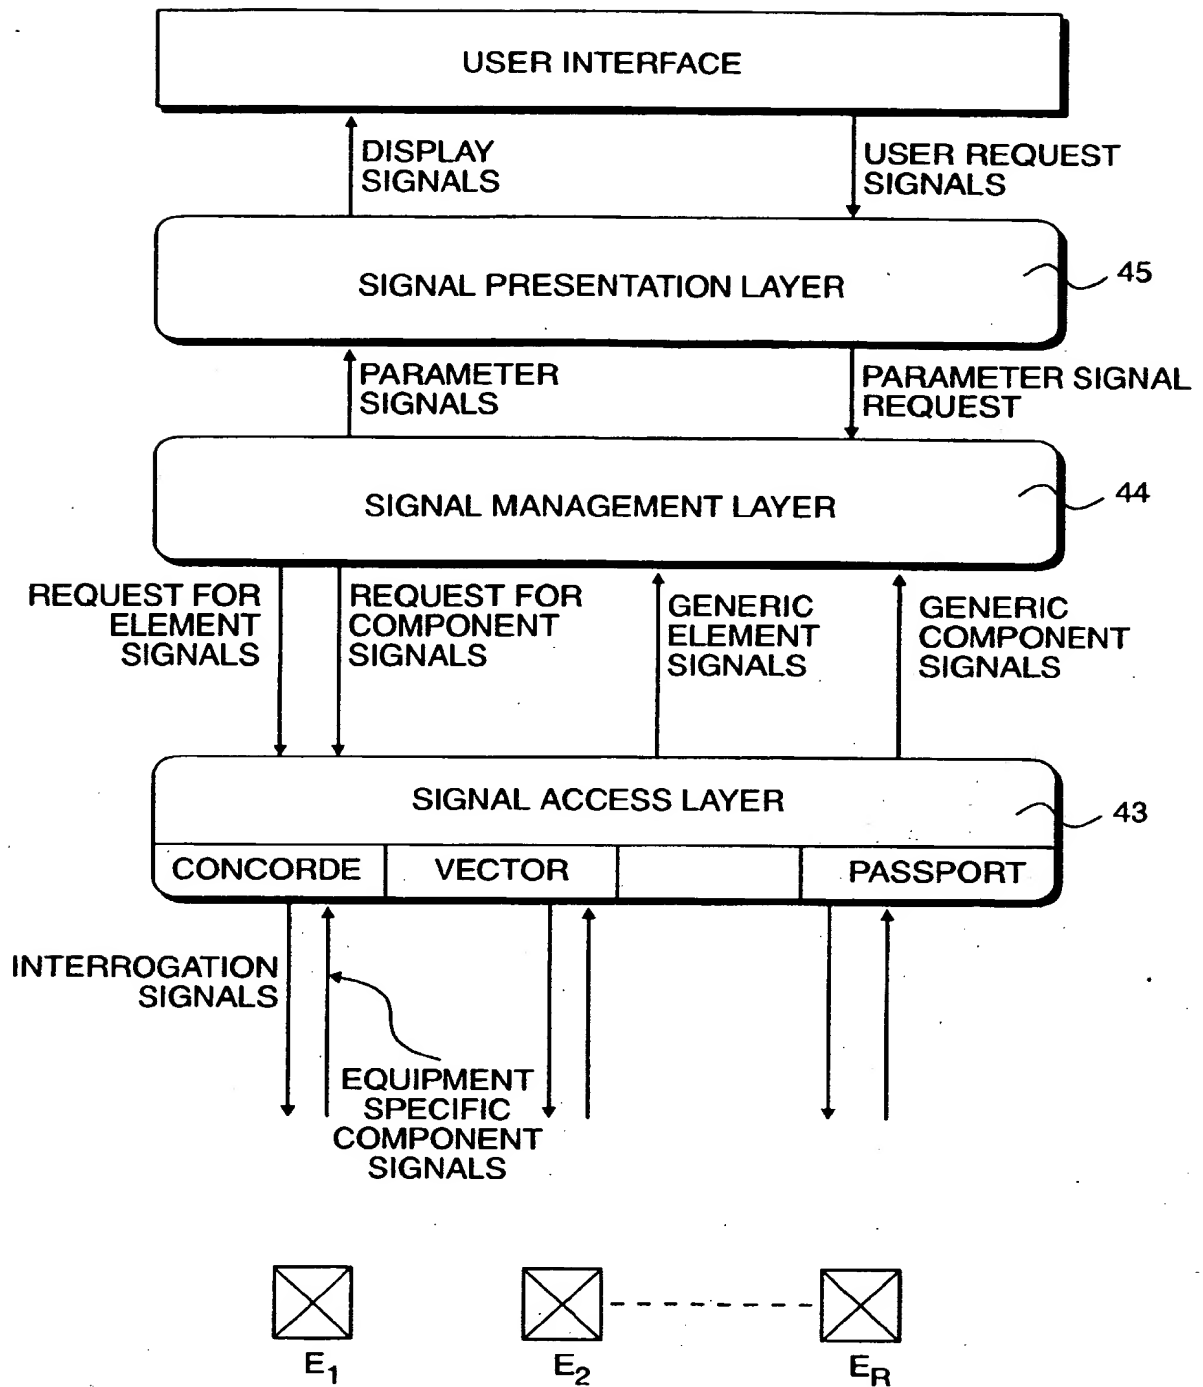 USER INTERFACE
DISPLAY
SIGNALS
USER REQUEST
SIGNALS
SIGNAL PRESENTATION LAYER
45
PARAMETER
SIGNALS
PARAMETER SIGNAL
REQUEST
SIGNAL MANAGEMENT LAYER
44
REQUEST FOR
ELEMENT
SIGNALS
REQUEST FOR
COMPONENT
SIGNALS
GENERIC
ELEMENT
SIGNALS
GENERIC
COMPONENT
SIGNALS
SIGNAL ACCESS LAYER
43
CONCORDE
VECTOR
PASSPORT
INTERROGATION
SIGNALS
EQUIPMENT
SPECIFIC
COMPONENT
SIGNALS
E1
E2
ER